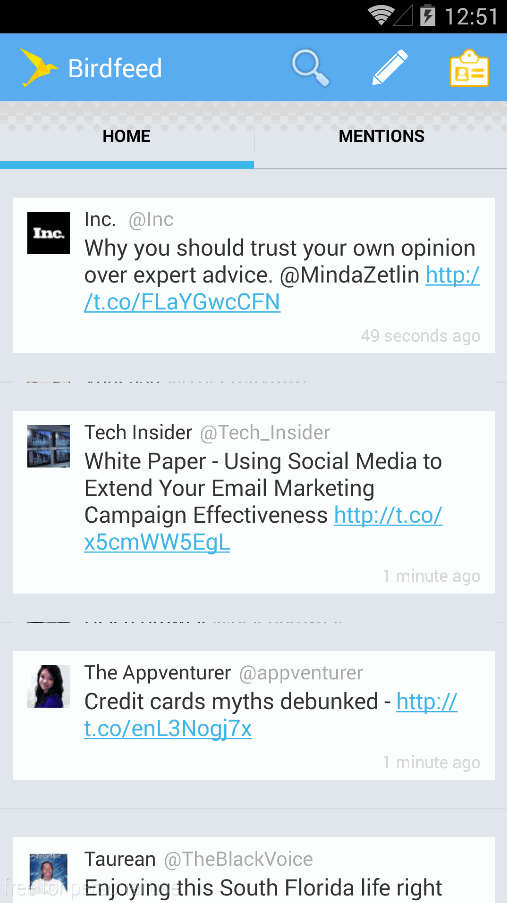 12:51
Birdfeed
HOME
MENTIONS
Inc.
Inc. @Inc
Why you should trust your own opinion
over expert advice. @MindaZetlin http:/
/t.co/FLaYGwcCFN
49 seconds ago
Tech Insider @Tech_Insider
White Paper - Using Social Media to
Extend Your Email Marketing
Campaign Effectiveness http://t.co/
x5cmWW5EgL
1 minute ago
The Appventurer @appventurer
Credit cards myths debunked - http://
t.co/enL3Nogj7x
1 minute ago
Taurean @TheBlackVoice
Enjoying this South Florida life right